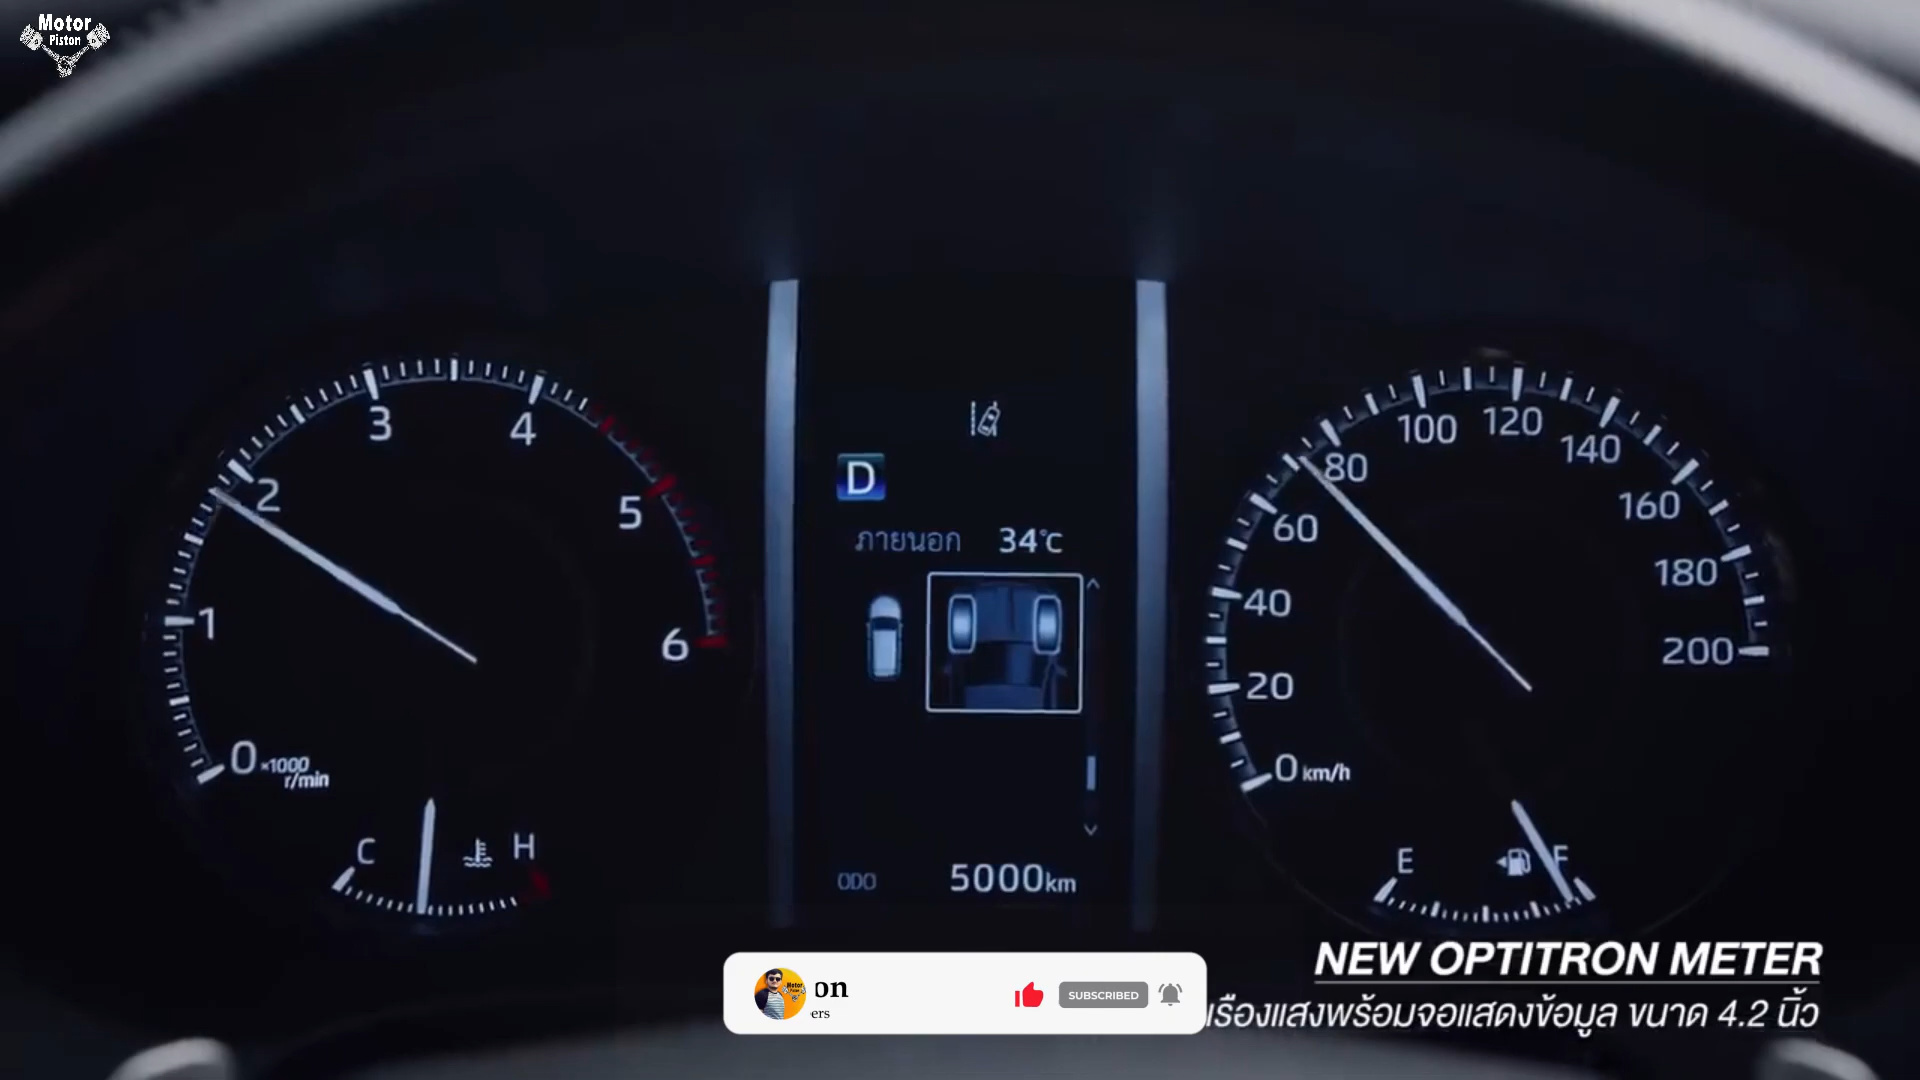 Motor
Piston
3
4
2
5
1
6
0 ×1000
r/min
C
H
D
ภายนอก 34°C
ODO 5000km
100
120
80
140
60
160
40
180
20
200
0 km/h
E
F
NEW OPTITRON METER
เรืองแสงพร้อมจอแสดงข้อมูล ขนาด 4.2 นิ้ว
on
ers
SUBSCRIBED